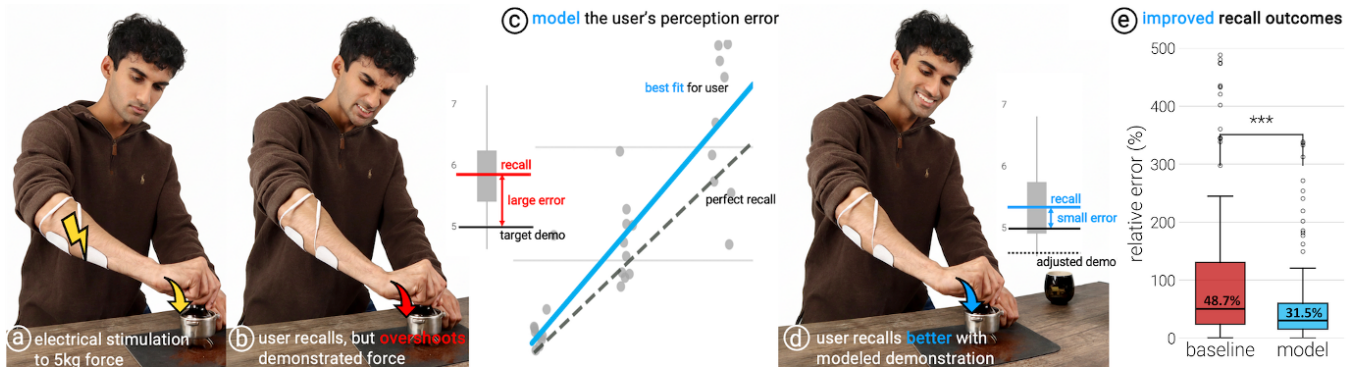 a electrical stimulation
to 5kg force
b user recalls, but overshoots
demonstrated force
c model the user's perception error
7
6
5
recall
large error
target demo
best fit for user
perfect recall
d user recalls better with
modeled demonstration
7
6
5
recall
small error
adjusted demo
e improved recall outcomes
relative error (%)
500
400
300
200
100
0
***
48.7%
31.5%
baseline
model